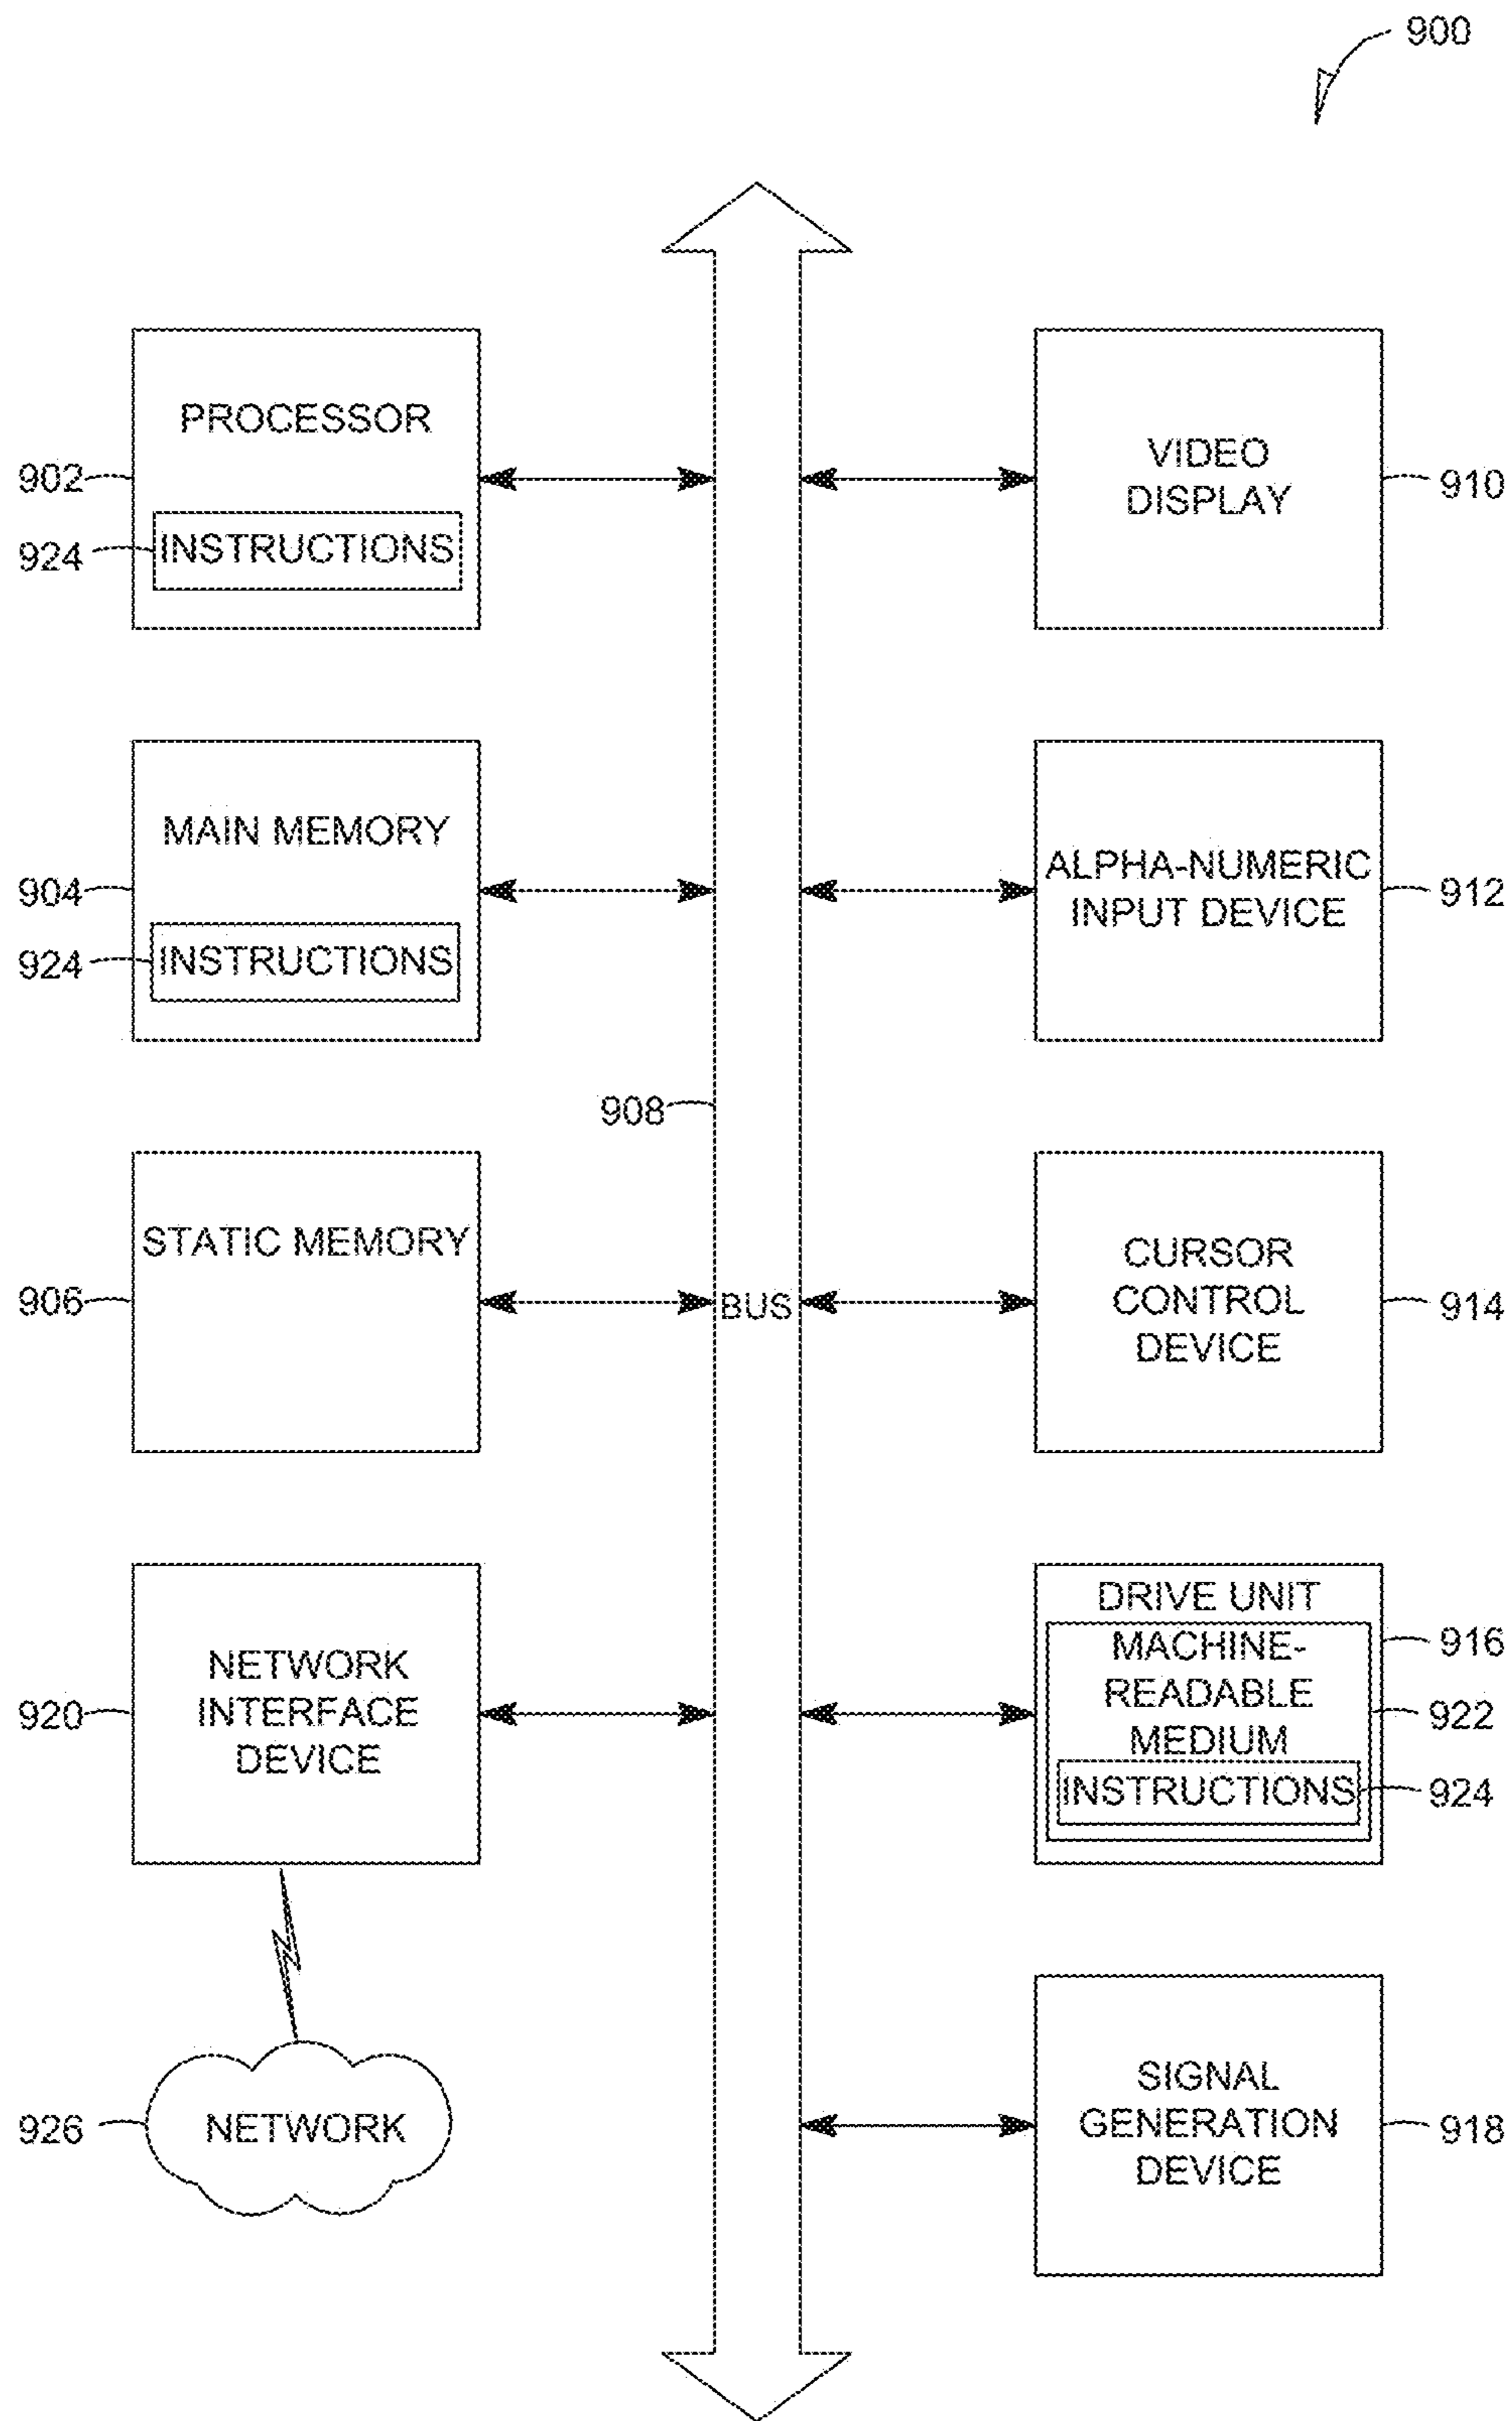 900
PROCESSOR
902
924
INSTRUCTIONS
VIDEO
DISPLAY
910
MAIN MEMORY
904
924
INSTRUCTIONS
ALPHA-NUMERIC
INPUT DEVICE
912
908
STATIC MEMORY
906
BUS
CURSOR
CONTROL
DEVICE
914
NETWORK
INTERFACE
DEVICE
920
DRIVE UNIT
916
MACHINE-
READABLE
MEDIUM
922
INSTRUCTIONS
924
926
NETWORK
SIGNAL
GENERATION
DEVICE
918